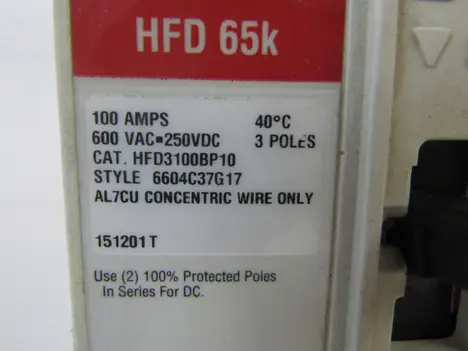 HFD 65k
100 AMPS 40°C
600 VAC▪250VDC 3 POLES
CAT. HFD3100BP10
STYLE 6604C37G17
AL7CU CONCENTRIC WIRE ONLY
151201T
Use (2) 100% Protected Poles
In Series For DC.